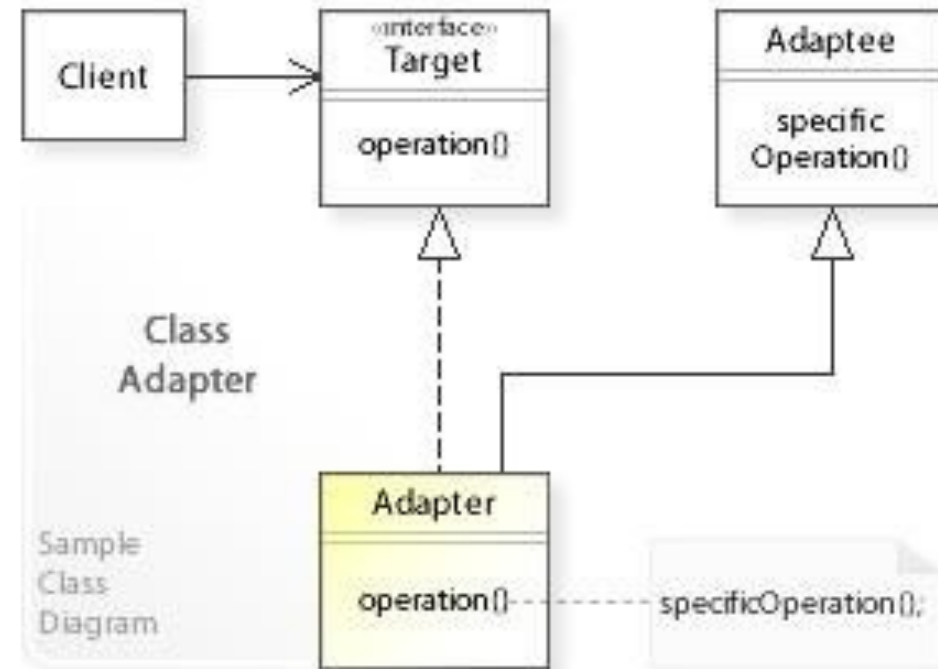 Client
«interface»
Target
operation()
Adaptee
specific
Operation()
Class
Adapter
Adapter
operation()
specificOperation();
Sample
Class
Diagram